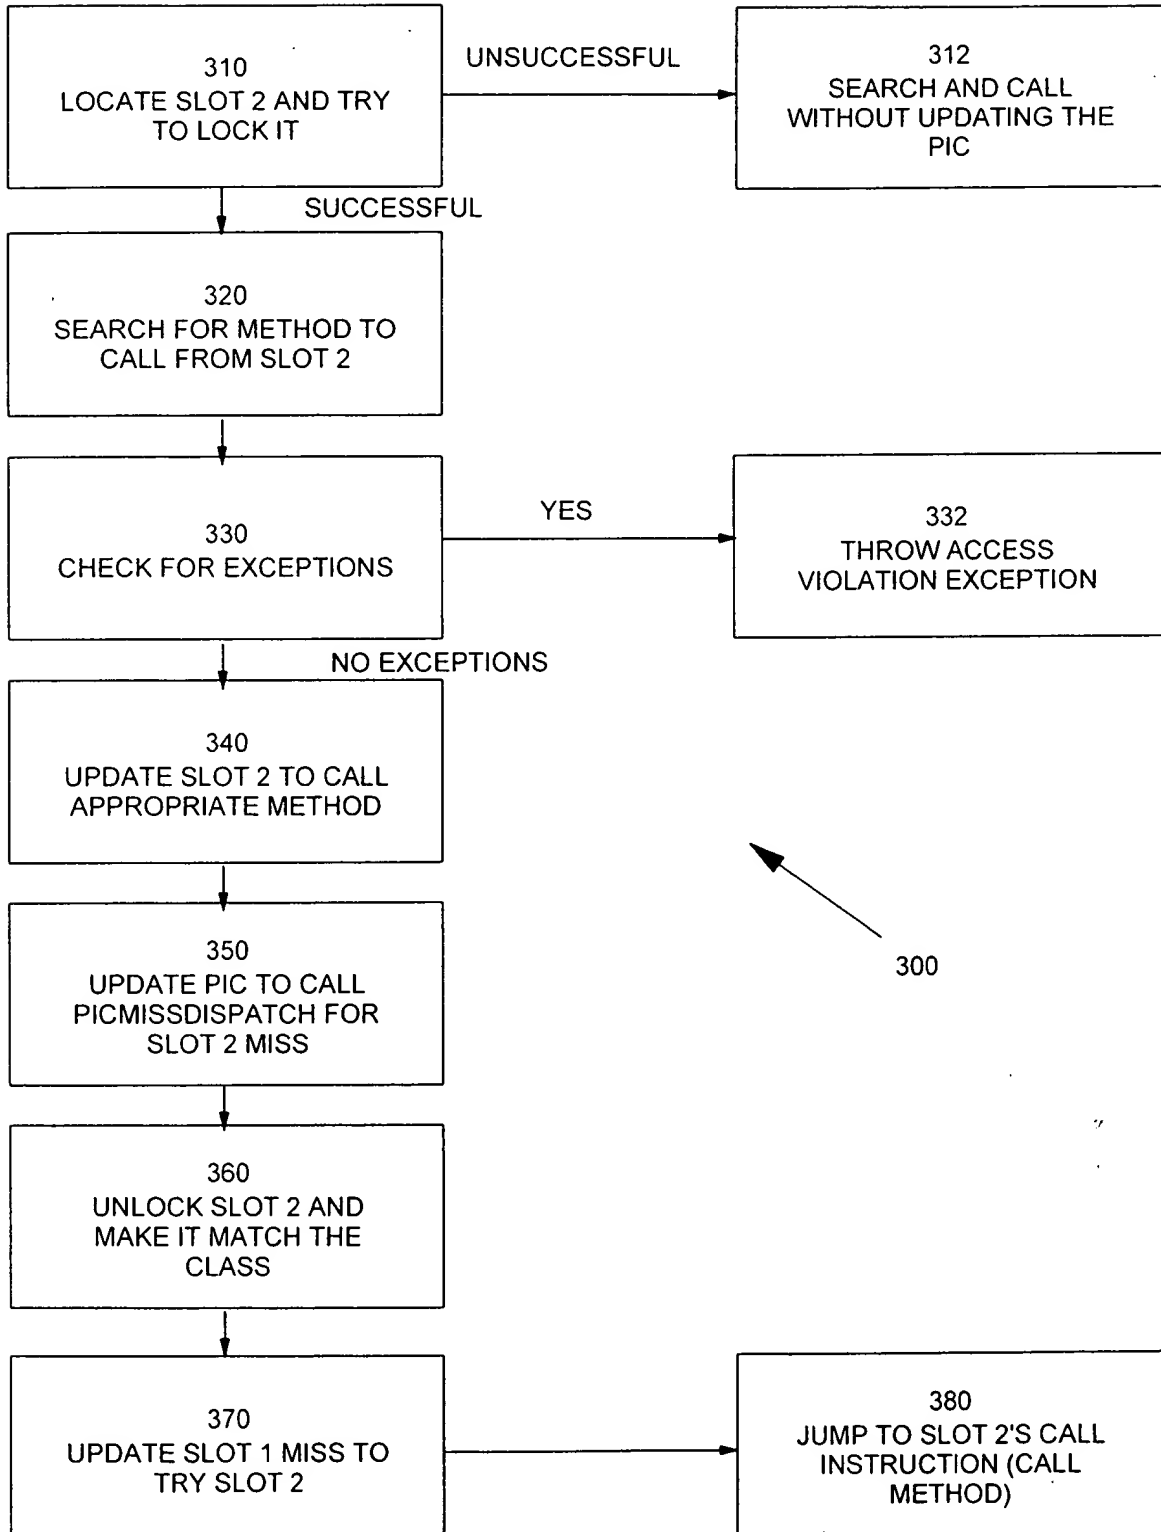 310
LOCATE SLOT 2 AND TRY
TO LOCK IT
UNSUCCESSFUL
312
SEARCH AND CALL
WITHOUT UPDATING THE
PIC
SUCCESSFUL
320
SEARCH FOR METHOD TO
CALL FROM SLOT 2
330
CHECK FOR EXCEPTIONS
YES
332
THROW ACCESS
VIOLATION EXCEPTION
NO EXCEPTIONS
340
UPDATE SLOT 2 TO CALL
APPROPRIATE METHOD
350
UPDATE PIC TO CALL
PICMISSDISPATCH FOR
SLOT 2 MISS
300
360
UNLOCK SLOT 2 AND
MAKE IT MATCH THE
CLASS
370
UPDATE SLOT 1 MISS TO
TRY SLOT 2
380
JUMP TO SLOT 2'S CALL
INSTRUCTION (CALL
METHOD)